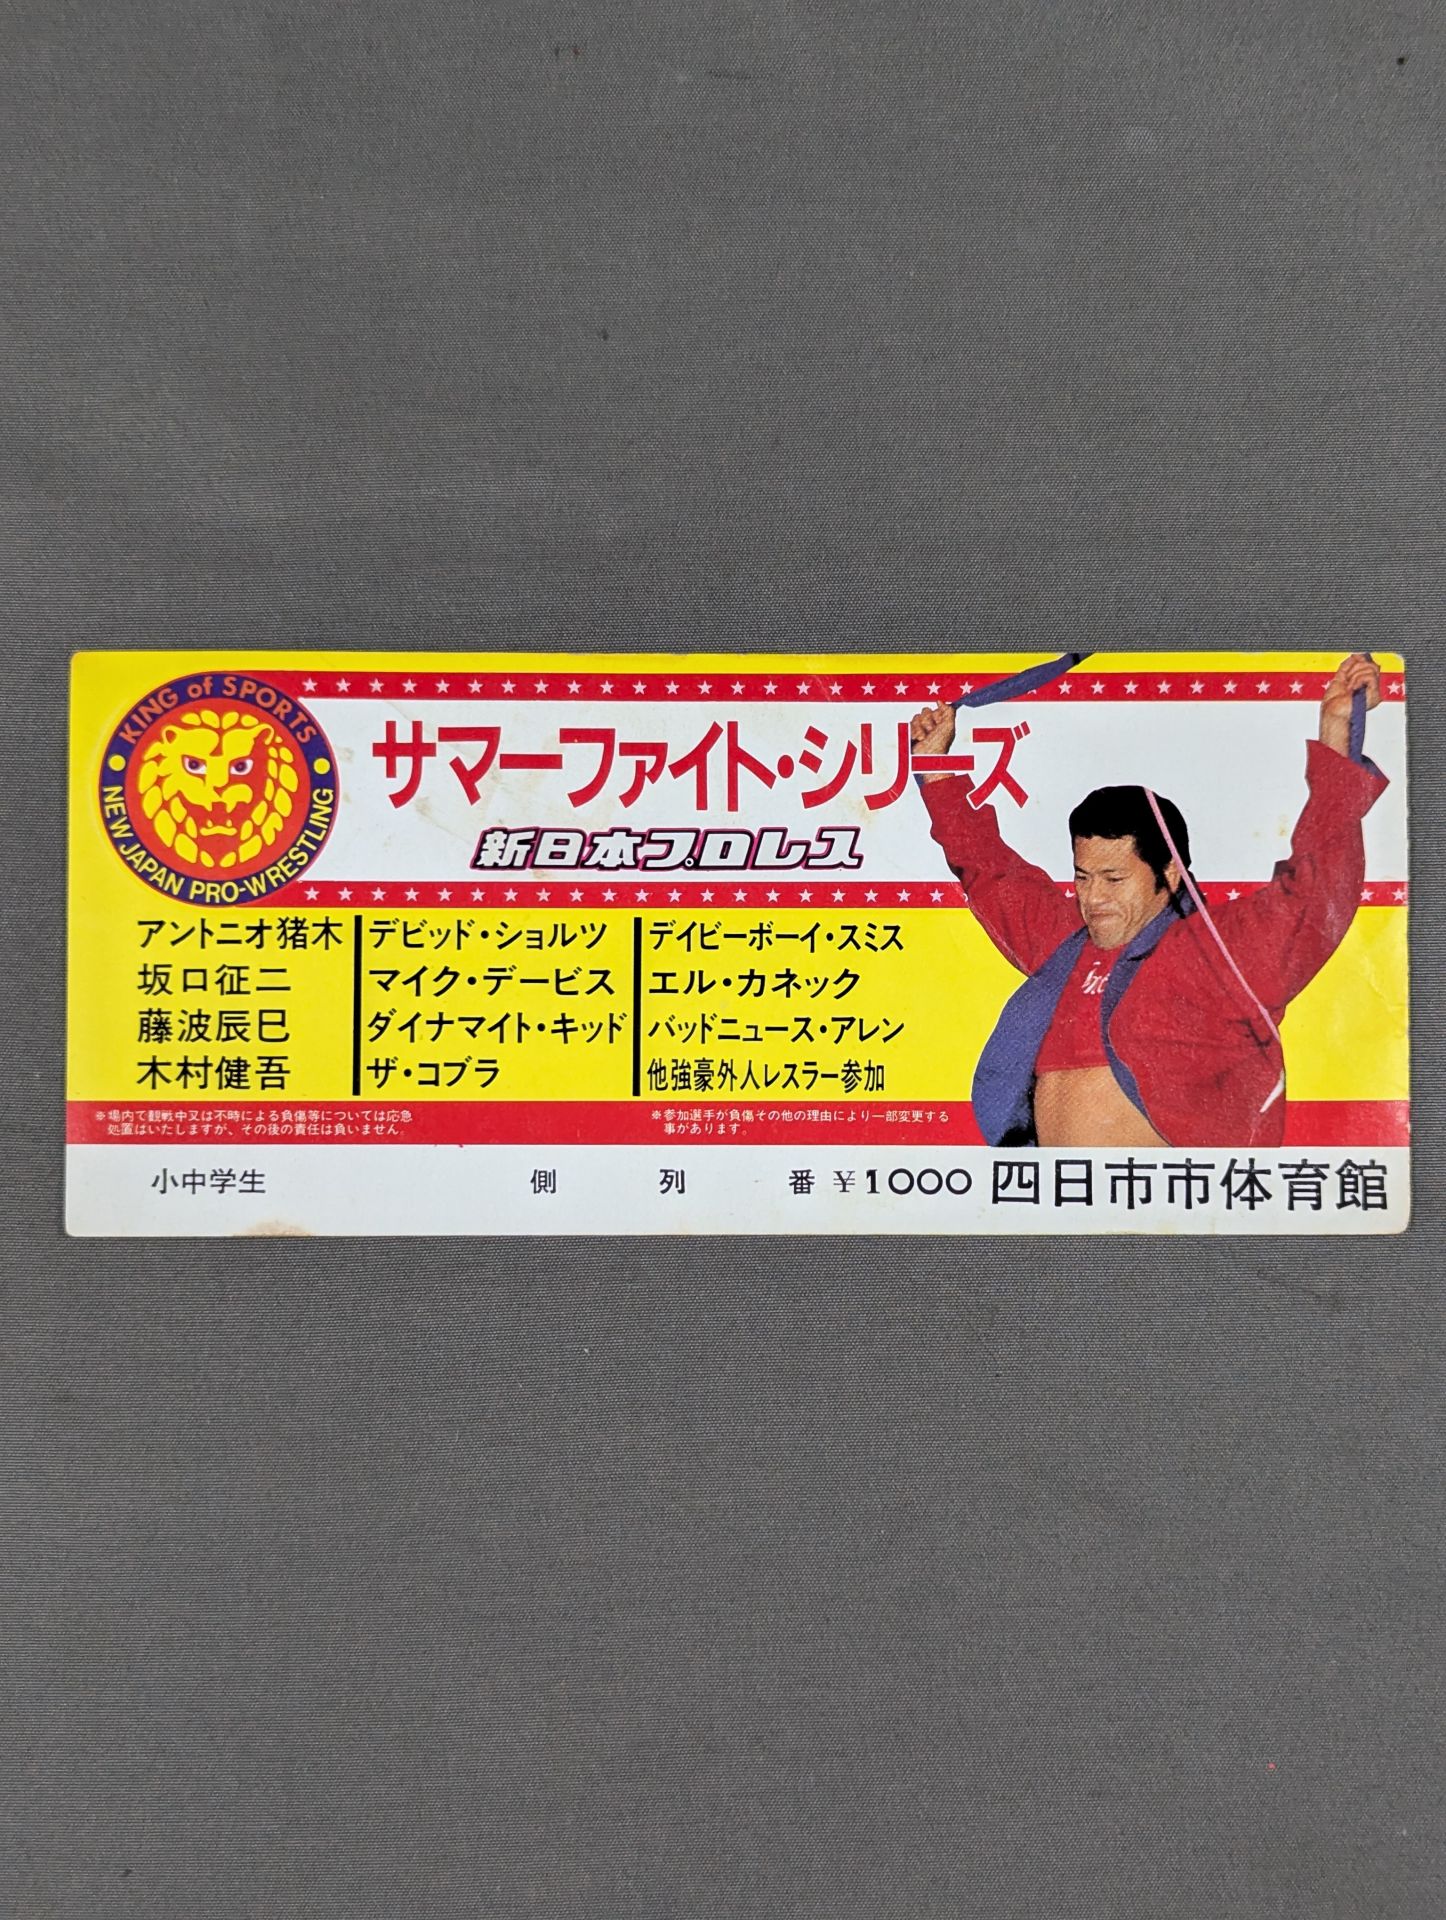 KING of SPORTS
NEW JAPAN PRO-WRESTLING
サマーファイト・シリーズ
新日本プロレス
アントニオ猪木
坂口征二
藤波辰巳
木村健吾
デビッド・ショルツ
マイク・デービス
ダイナマイト・キッド
ザ・コブラ
デイビーボーイ・スミス
エル・カネック
バッドニュース・アレン
他強豪外人レスラー参加
※場内で観戦中又は不時による負傷等については応急
処置はいたしますが、その後の責任は負いません。
※参加選手が負傷その他の理由により一部変更する
事があります。
小中学生 側 列 番 ¥1000 四日市市体育館